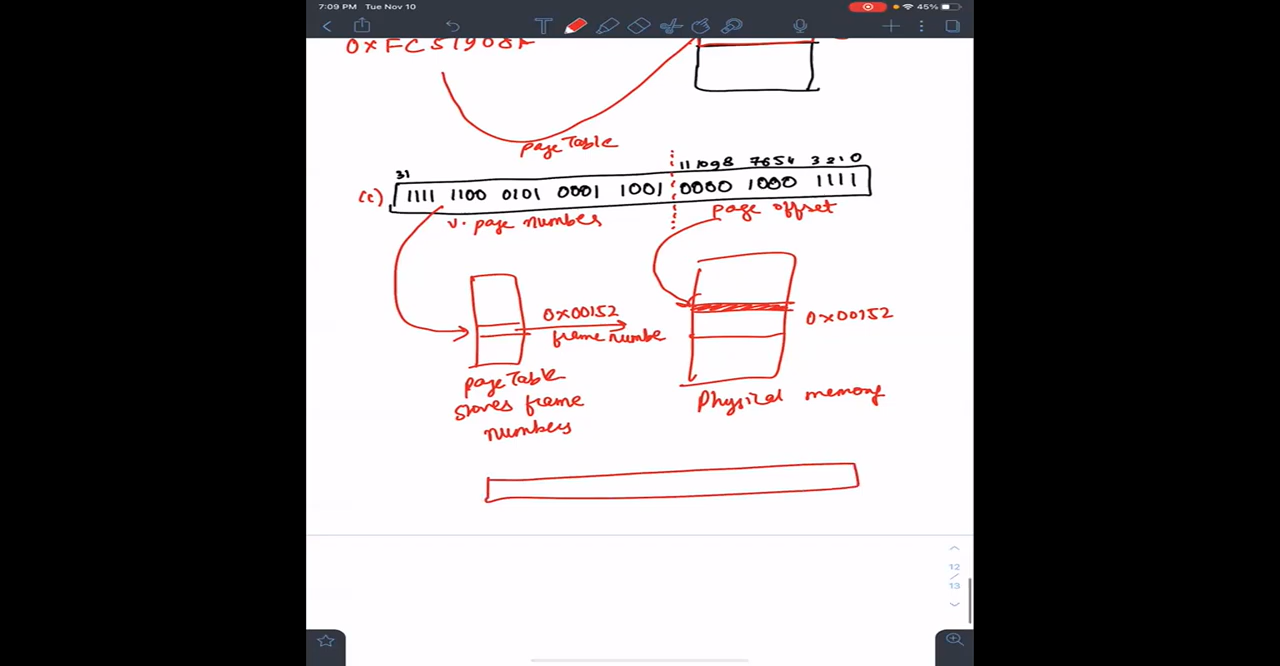 7:09 PM Tue Nov 10
45%
page Table
31
11 10 9 8 7 6 5 4 3 2 1 0
(c) 1111 1100 0101 0001 1001 0000 1000 1111
v. page numbers page offset
0x00152
frame number
0x00152
page Table
stores frame
numbers
Physical memory
12
13